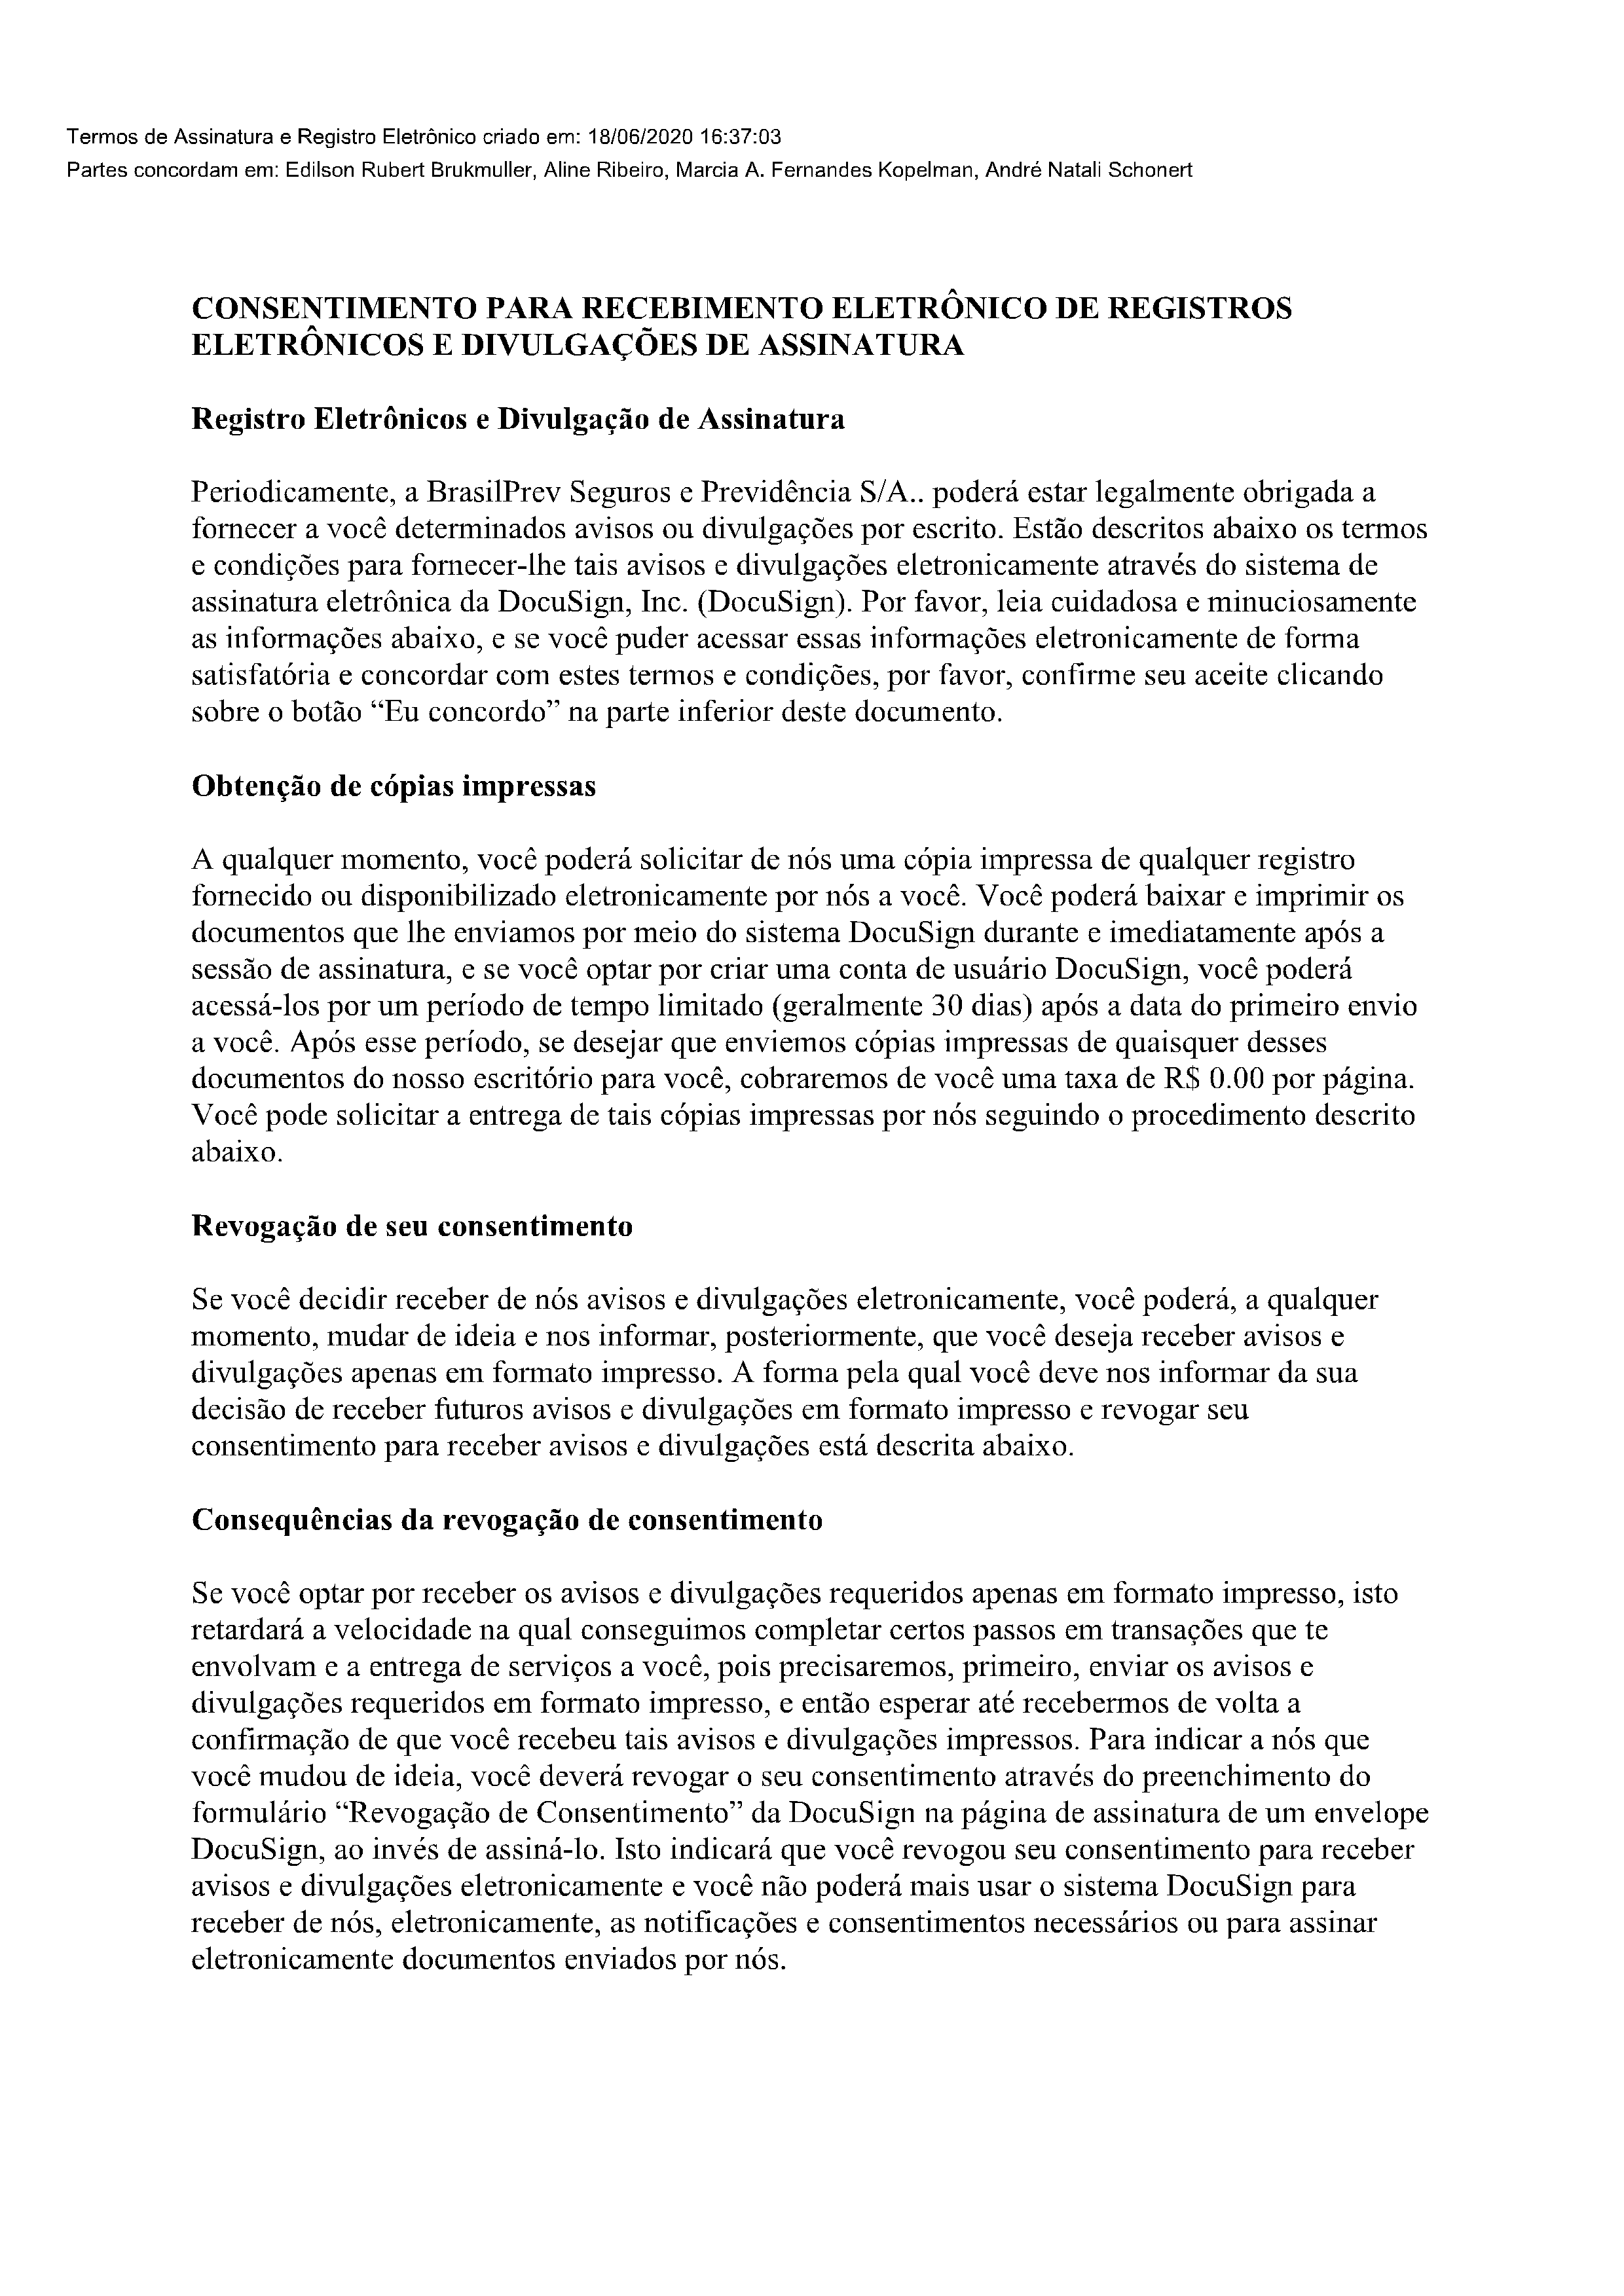 Termos de Assinatura e Registro Eletrônico criado em: 18/06/2020 16:37:03
Partes concordam em: Edilson Rubert Brukmuller, Aline Ribeiro, Marcia A. Fernandes Kopelman, André Natali Schonert
CONSENTIMENTO PARA RECEBIMENTO ELETRÔNICO DE REGISTROS
ELETRÔNICOS E DIVULGAÇÕES DE ASSINATURA
Registro Eletrônicos e Divulgação de Assinatura
Periodicamente, a BrasilPrev Seguros e Previdência S/A.. poderá estar legalmente obrigada a
fornecer a você determinados avisos ou divulgações por escrito. Estão descritos abaixo os termos
e condições para fornecer-lhe tais avisos e divulgações eletronicamente através do sistema de
assinatura eletrônica da DocuSign, Inc. (DocuSign). Por favor, leia cuidadosa e minuciosamente
as informações abaixo, e se você puder acessar essas informações eletronicamente de forma
satisfatória e concordar com estes termos e condições, por favor, confirme seu aceite clicando
sobre o botão “Eu concordo” na parte inferior deste documento.
Obtenção de cópias impressas
A qualquer momento, você poderá solicitar de nós uma cópia impressa de qualquer registro
fornecido ou disponibilizado eletronicamente por nós a você. Você poderá baixar e imprimir os
documentos que lhe enviamos por meio do sistema DocuSign durante e imediatamente após a
sessão de assinatura, e se você optar por criar uma conta de usuário DocuSign, você poderá
acessá-los por um período de tempo limitado (geralmente 30 dias) após a data do primeiro envio
a você. Após esse período, se desejar que enviemos cópias impressas de quaisquer desses
documentos do nosso escritório para você, cobraremos de você uma taxa de R$ 0.00 por página.
Você pode solicitar a entrega de tais cópias impressas por nós seguindo o procedimento descrito
abaixo.
Revogação de seu consentimento
Se você decidir receber de nós avisos e divulgações eletronicamente, você poderá, a qualquer
momento, mudar de ideia e nos informar, posteriormente, que você deseja receber avisos e
divulgações apenas em formato impresso. A forma pela qual você deve nos informar da sua
decisão de receber futuros avisos e divulgações em formato impresso e revogar seu
consentimento para receber avisos e divulgações está descrita abaixo.
Consequências da revogação de consentimento
Se você optar por receber os avisos e divulgações requeridos apenas em formato impresso, isto
retardará a velocidade na qual conseguimos completar certos passos em transações que te
envolvam e a entrega de serviços a você, pois precisaremos, primeiro, enviar os avisos e
divulgações requeridos em formato impresso, e então esperar até recebermos de volta a
confirmação de que você recebeu tais avisos e divulgações impressos. Para indicar a nós que
você mudou de ideia, você deverá revogar o seu consentimento através do preenchimento do
formulário “Revogação de Consentimento” da DocuSign na página de assinatura de um envelope
DocuSign, ao invés de assiná-lo. Isto indicará que você revogou seu consentimento para receber
avisos e divulgações eletronicamente e você não poderá mais usar o sistema DocuSign para
receber de nós, eletronicamente, as notificações e consentimentos necessários ou para assinar
eletronicamente documentos enviados por nós.